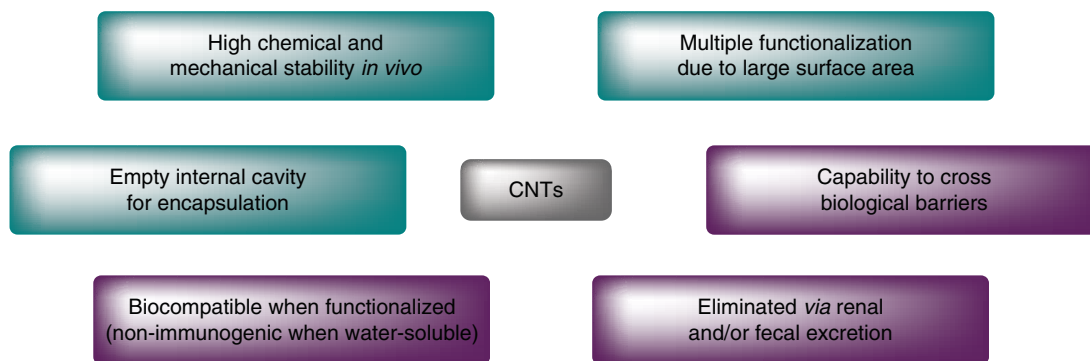 High chemical and
mechanical stability in vivo
Multiple functionalization
due to large surface area
Empty internal cavity
for encapsulation
CNTs
Capability to cross
biological barriers
Biocompatible when functionalized
(non-immunogenic when water-soluble)
Eliminated via renal
and/or fecal excretion